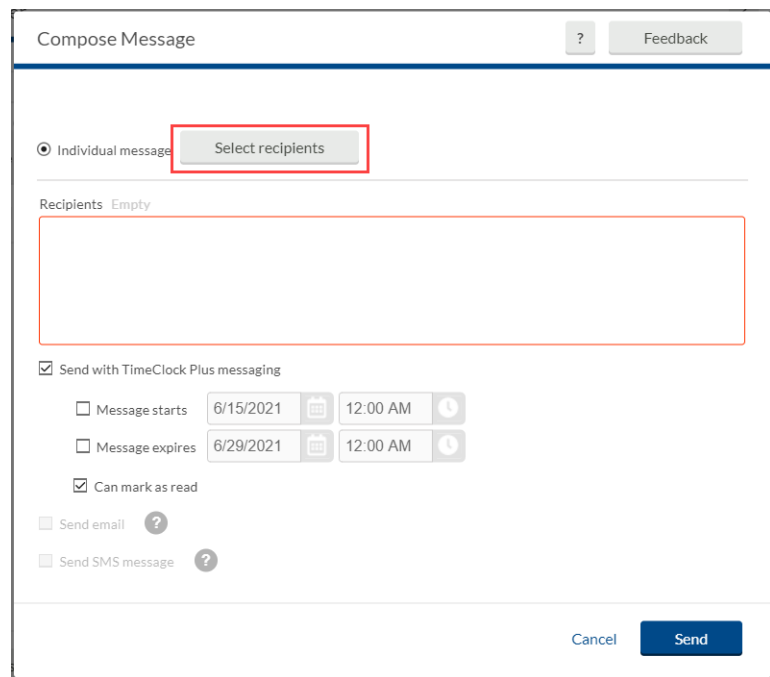 Compose Message ? Feedback
Individual message Select recipients
Recipients Empty
Send with TimeClock Plus messaging
Message starts 6/15/2021 12:00 AM
Message expires 6/29/2021 12:00 AM
Can mark as read
Send email ?
Send SMS message ?
Cancel Send